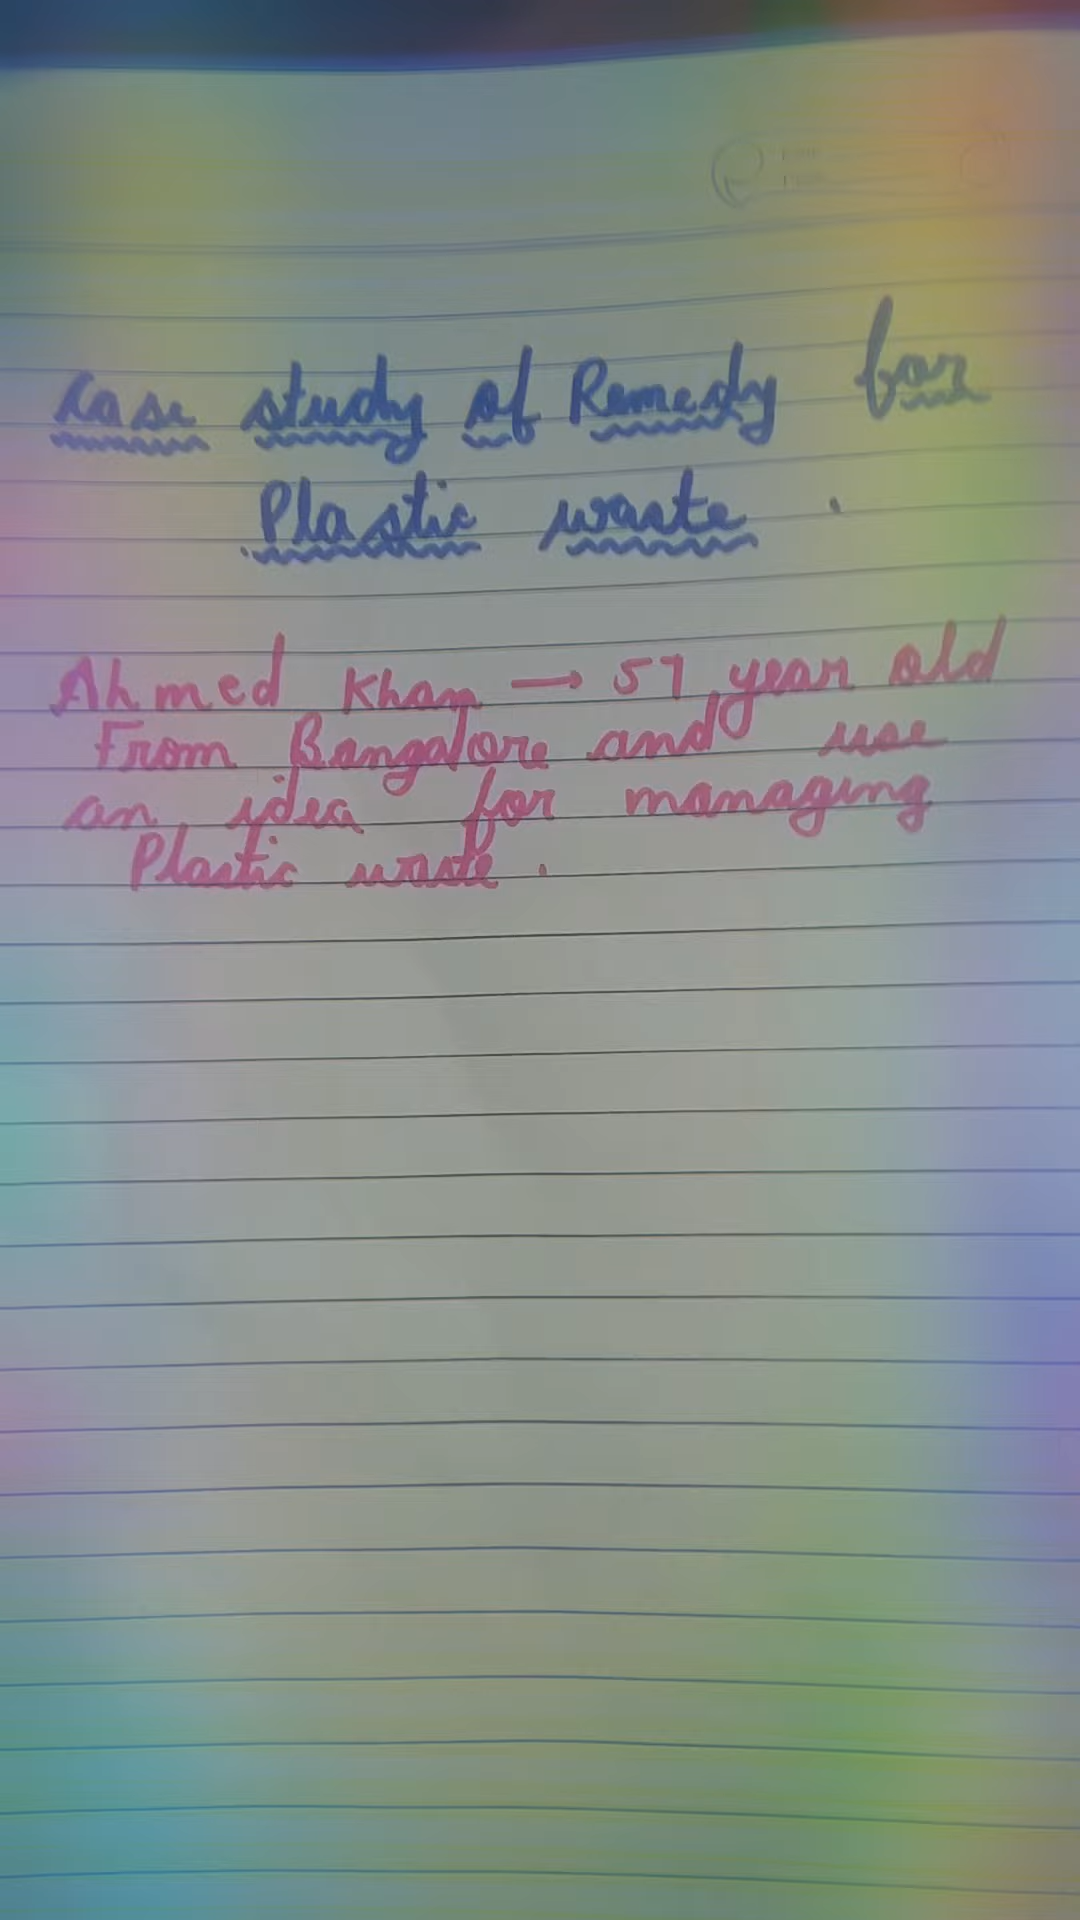 Case study of Remedy for
Plastic waste .
Ahmed Khan → 57 year old
From Bangalore and use
an idea for managing
Plastic waste .